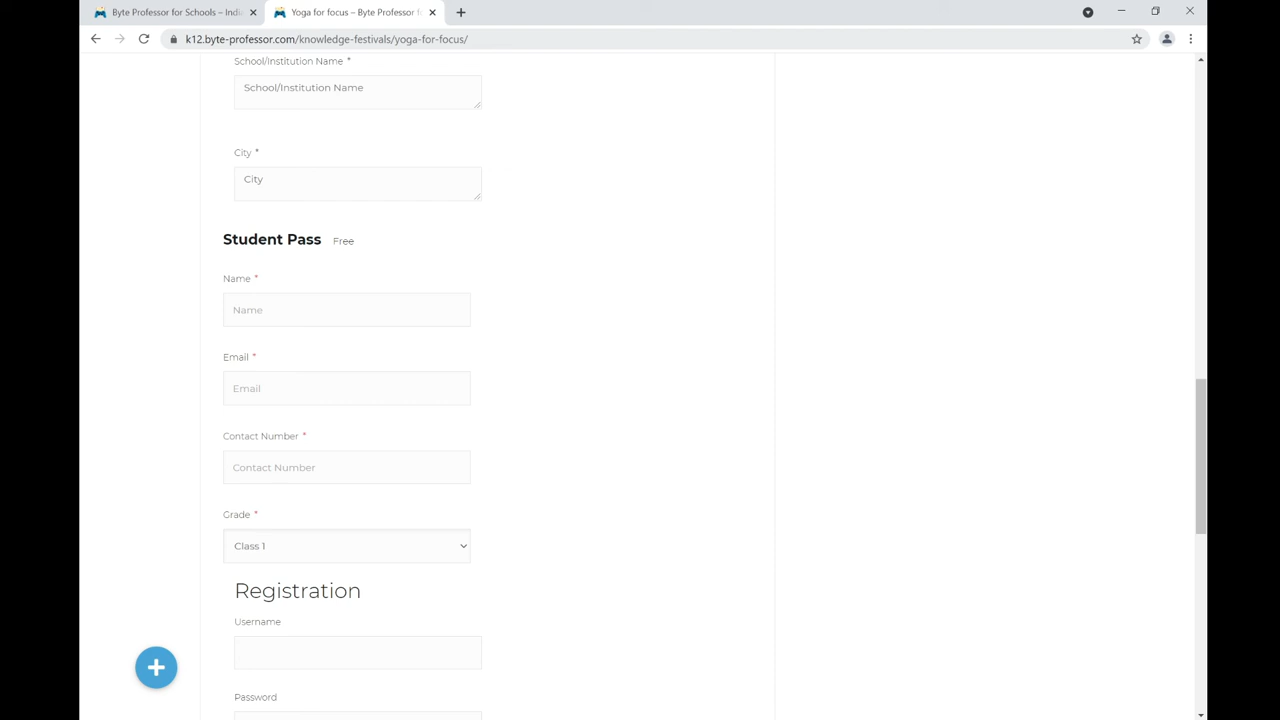 Byte Professor for Schools – Indi
Yoga for focus – Byte Professor f
k12.byte-professor.com/knowledge-festivals/yoga-for-focus/
School/Institution Name *
School/Institution Name
City *
City
Student Pass Free
Name *
Name
Email *
Email
Contact Number *
Contact Number
Grade *
Class 1
Registration
Username
Password